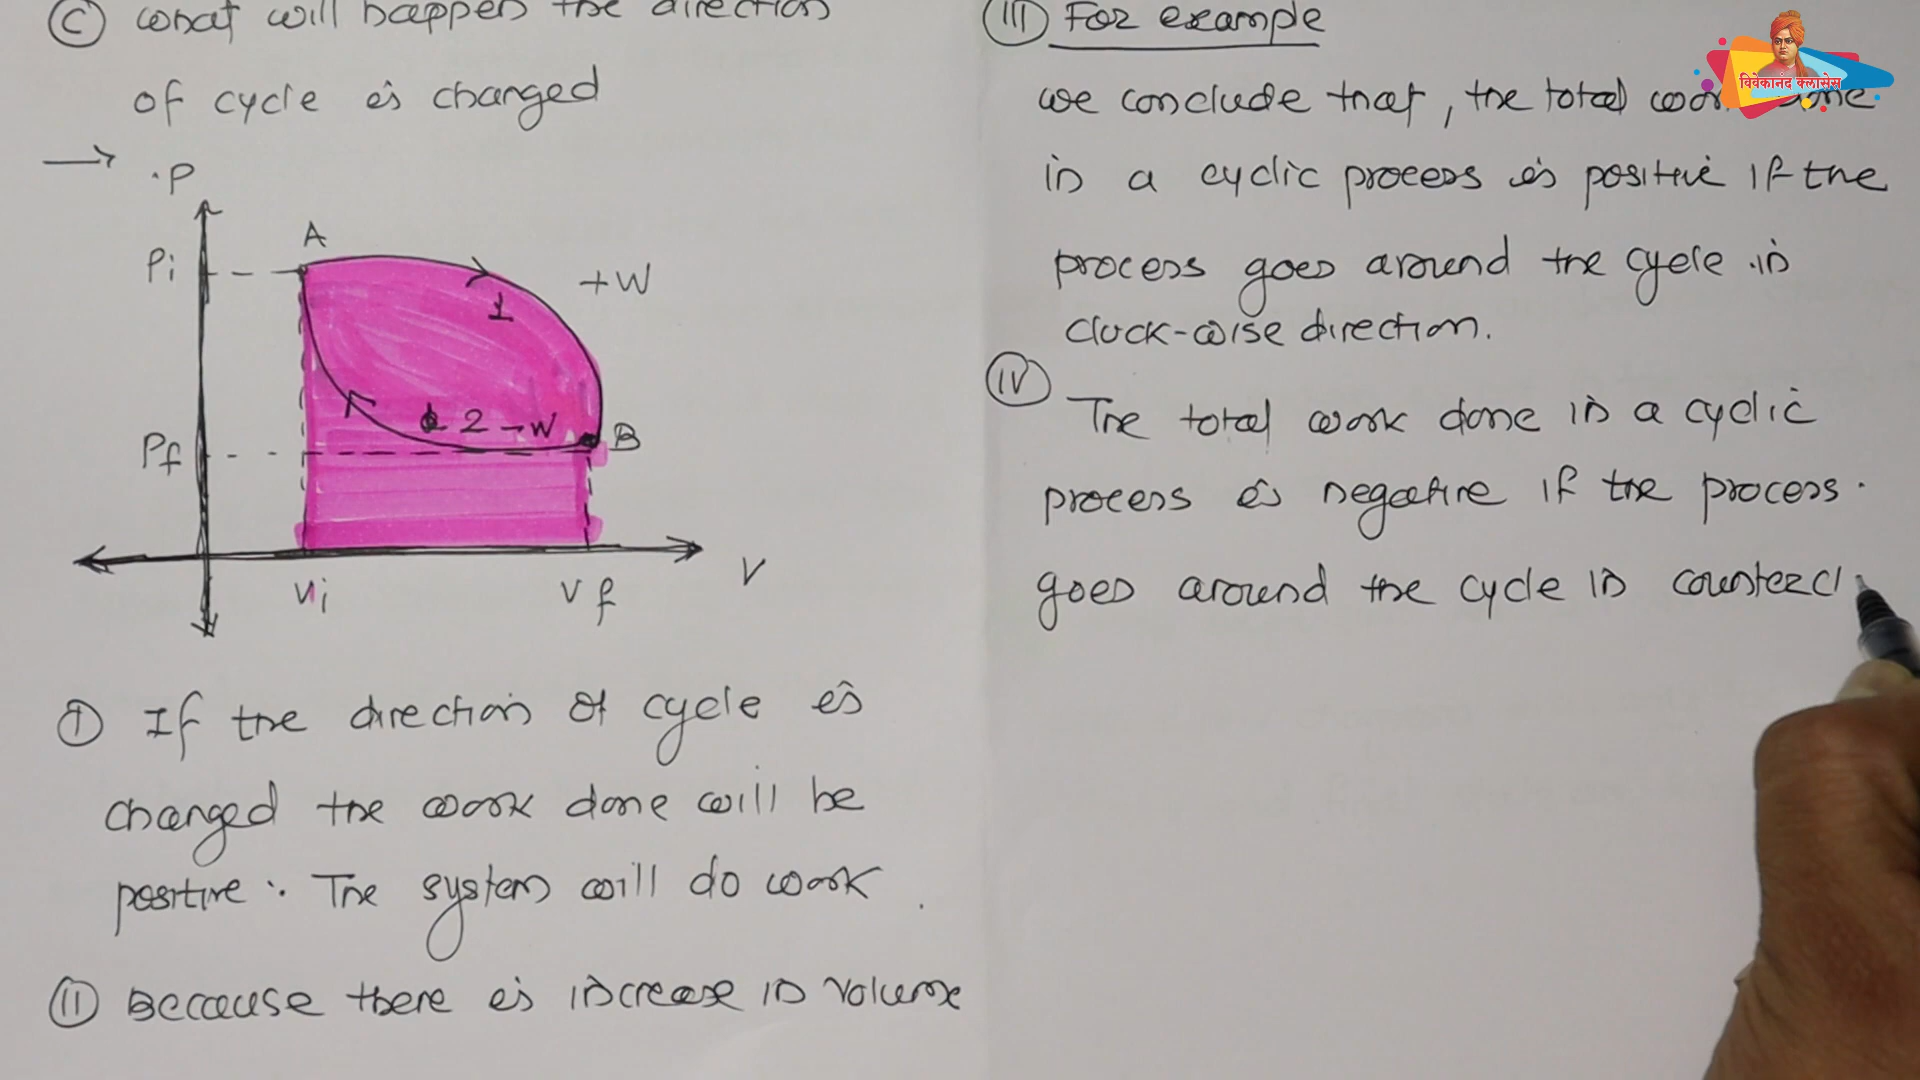 C what will happen the direction
of cycle is changed
P
A
Pi
+W
1
2 -W
B
Pf
V
Vi
Vf
I If the direction of cycle is
changed the work done will be
positive ∵ The system will do work
II Because there is increase in volume
III For example
we conclude that, the total work done
in a cyclic process is positive if the
process goes around the cycle in
clock-wise direction.
IV The total work done in a cyclic
process is negative if the process
goes around the cycle in countercl
विवेकानंद क्लासेस